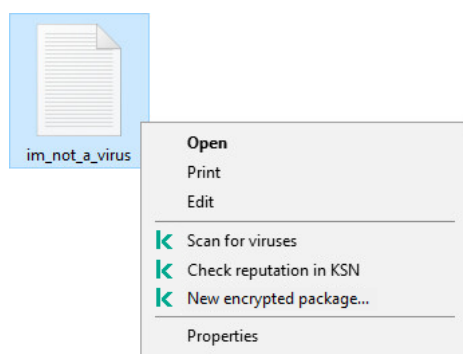 im_not_a_virus
Open
Print
Edit
Scan for viruses
Check reputation in KSN
New encrypted package...
Properties